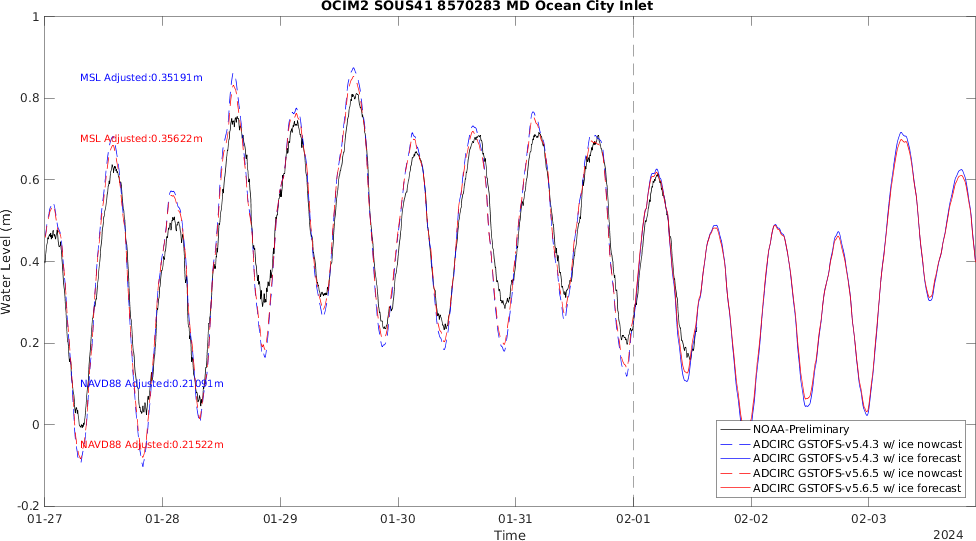 OCIM2 SOUS41 8570283 MD Ocean City Inlet
Water Level (m)
1
0.8
0.6
0.4
0.2
0
-0.2
MSL Adjusted:0.35191m
MSL Adjusted:0.35622m
NAVD88 Adjusted:0.21091m
NAVD88 Adjusted:0.21522m
NOAA-Preliminary
ADCIRC GSTOFS-v5.4.3 w/ ice nowcast
ADCIRC GSTOFS-v5.4.3 w/ ice forecast
ADCIRC GSTOFS-v5.6.5 w/ ice nowcast
ADCIRC GSTOFS-v5.6.5 w/ ice forecast
01-27 01-28 01-29 01-30 01-31 02-01 02-02 02-03
Time
2024